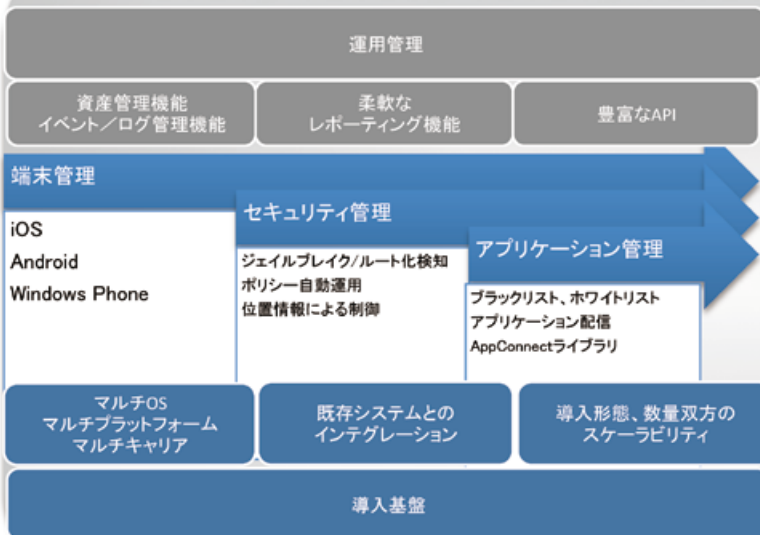 運用管理
資産管理機能
イベント／ログ管理機能
柔軟な
レポーティング機能
豊富なAPI
端末管理
iOS
Android
Windows Phone
セキュリティ管理
ジェイルブレイク/ルート化検知
ポリシー自動運用
位置情報による制御
アプリケーション管理
ブラックリスト、ホワイトリスト
アプリケーション配信
AppConnectライブラリ
マルチOS
マルチプラットフォーム
マルチキャリア
既存システムとの
インテグレーション
導入形態、数量双方の
スケーラビリティ
導入基盤